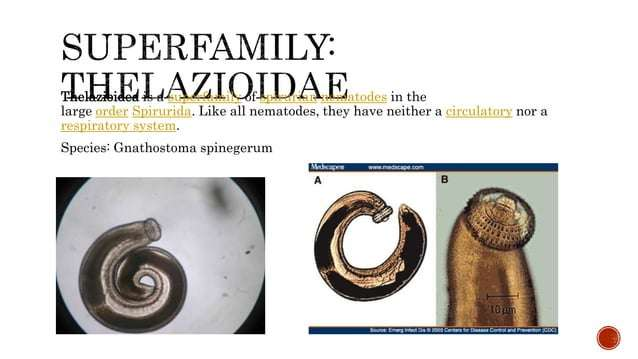 SUPERFAMILY:
THELAZIOIDAE
Thelazioidea is a superfamily of spirurian nematodes in the
large order Spirurida. Like all nematodes, they have neither a circulatory nor a
respiratory system.
Species: Gnathostoma spinegerum
Medscape www.medscape.com
A B
10 µm
Source: Emerg Infect Dis © 2003 Centers for Disease Control and Prevention (CDC)